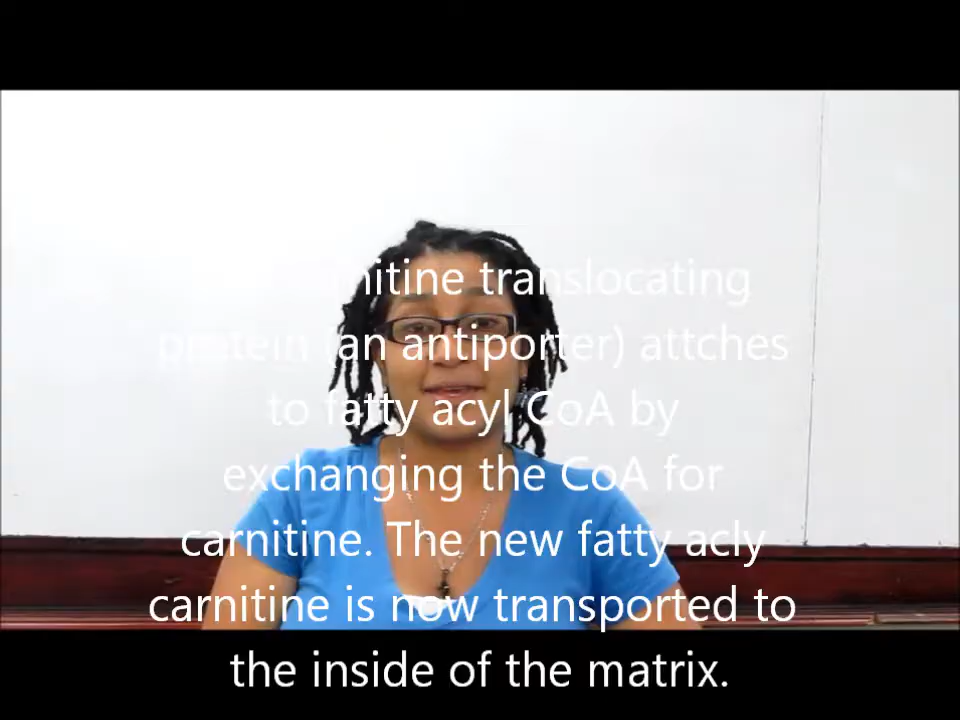 translocating
protein (an antiporter) attches
to fatty acyl CoA by
exchanging the CoA for
carnitine. The new fatty acly
carnitine is now transported to
the inside of the matrix.